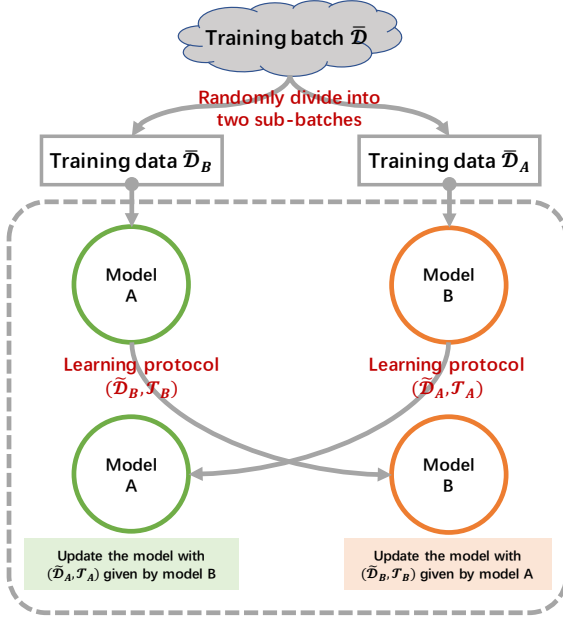 Training batch 𝒟̄
Randomly divide into
two sub-batches
Training data 𝒟̄_B
Training data 𝒟̄_A
Model
A
Model
B
Learning protocol
(𝒟̃_B, 𝒯_B)
Learning protocol
(𝒟̃_A, 𝒯_A)
Model
A
Model
B
Update the model with
(𝒟̃_A, 𝒯_A) given by model B
Update the model with
(𝒟̃_B, 𝒯_B) given by model A